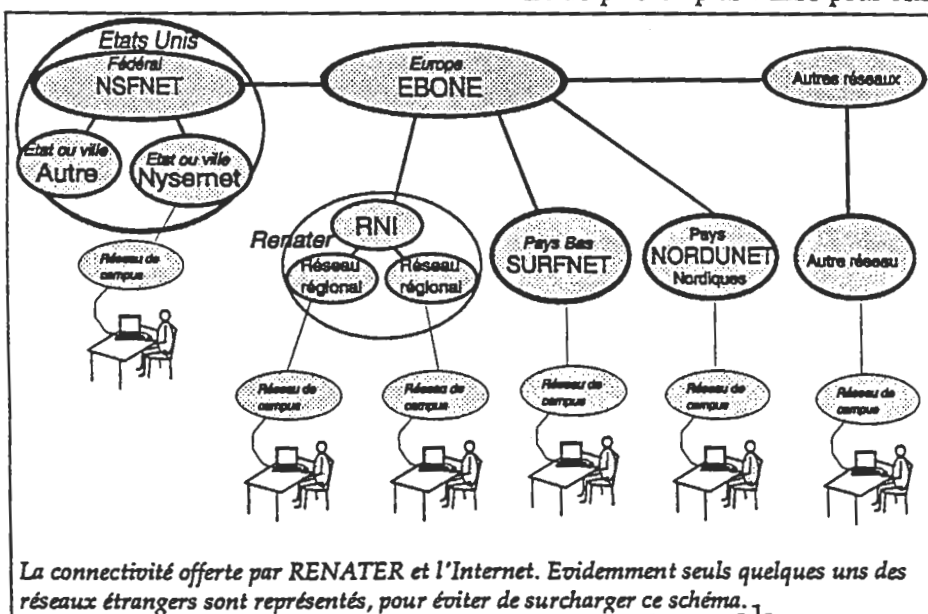 Etats Unis
Fédéral
NSFNET
Etat ou ville
Autre
Etat ou ville
Nysernet
Réseau de
campus
Europe
EBONE
Autres réseaux
Renater
RNI
Réseau
régional
Réseau
régional
Pays Bas
SURFNET
Pays
NORDUNET
Nordiques
Autre réseau
Réseau de
campus
Réseau de
campus
Réseau de
campus
Réseau de
campus
Réseau de
campus
La connectivité offerte par RENATER et l'Internet. Evidemment seuls quelques uns des
réseaux étrangers sont représentés, pour éviter de surcharger ce schéma.